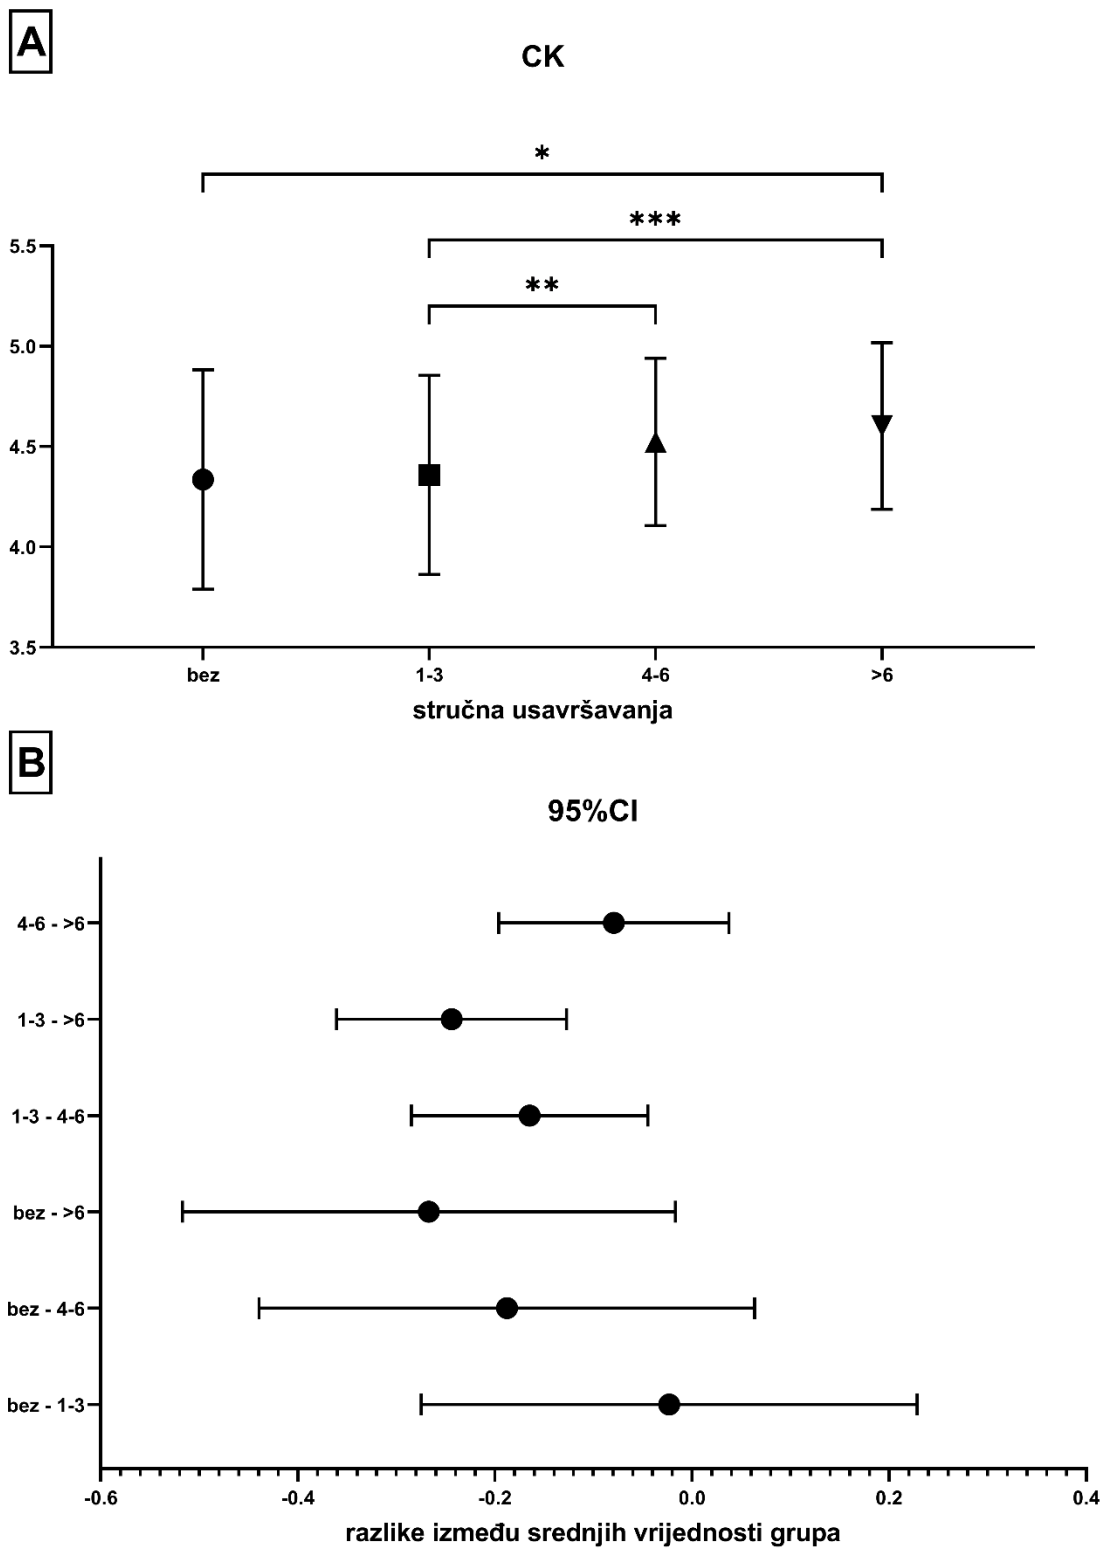 A
CK
*
***
**
5.5
5.0
4.5
4.0
3.5
bez 1-3 4-6 >6
stručna usavršavanja
B
95%CI
4-6 - >6
1-3 - >6
1-3 - 4-6
bez - >6
bez - 4-6
bez - 1-3
-0.6 -0.4 -0.2 0.0 0.2 0.4
razlike između srednjih vrijednosti grupa